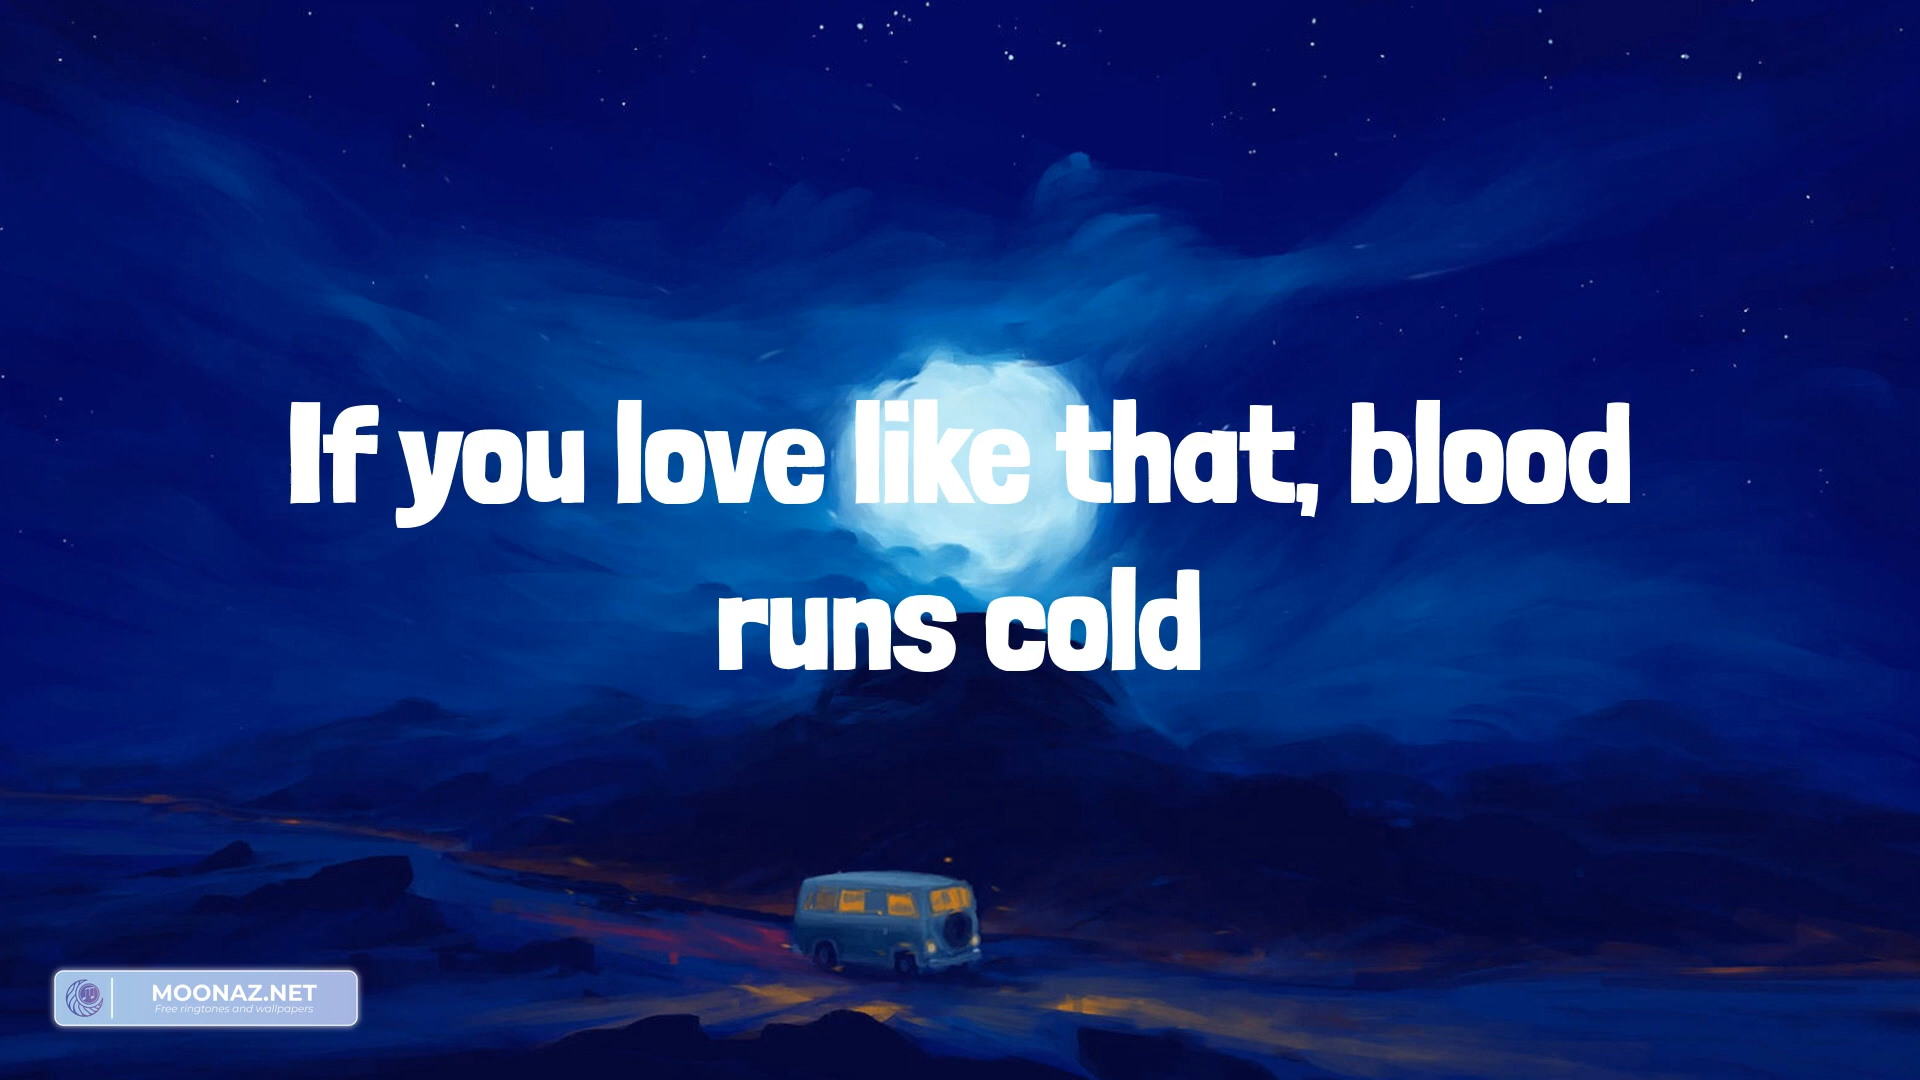 If you love like that, blood
runs cold
MOONAZ.NET
Free ringtones and wallpapers